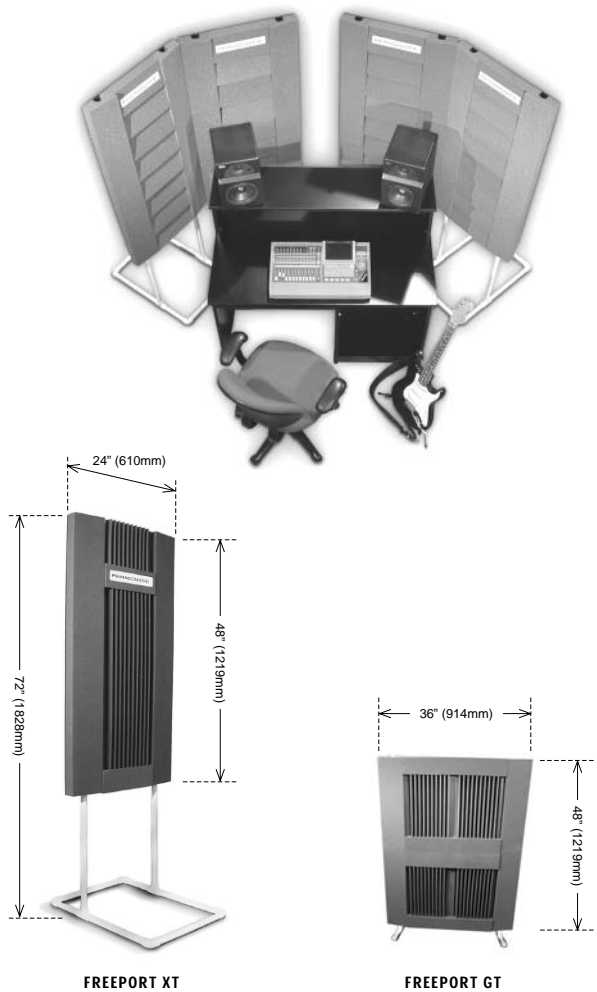 24” (610mm)
PRIMACOUSTIC
72” (1828mm)
48” (1219mm)
36” (914mm)
48” (1219mm)
FREEPORT XT
FREEPORT GT